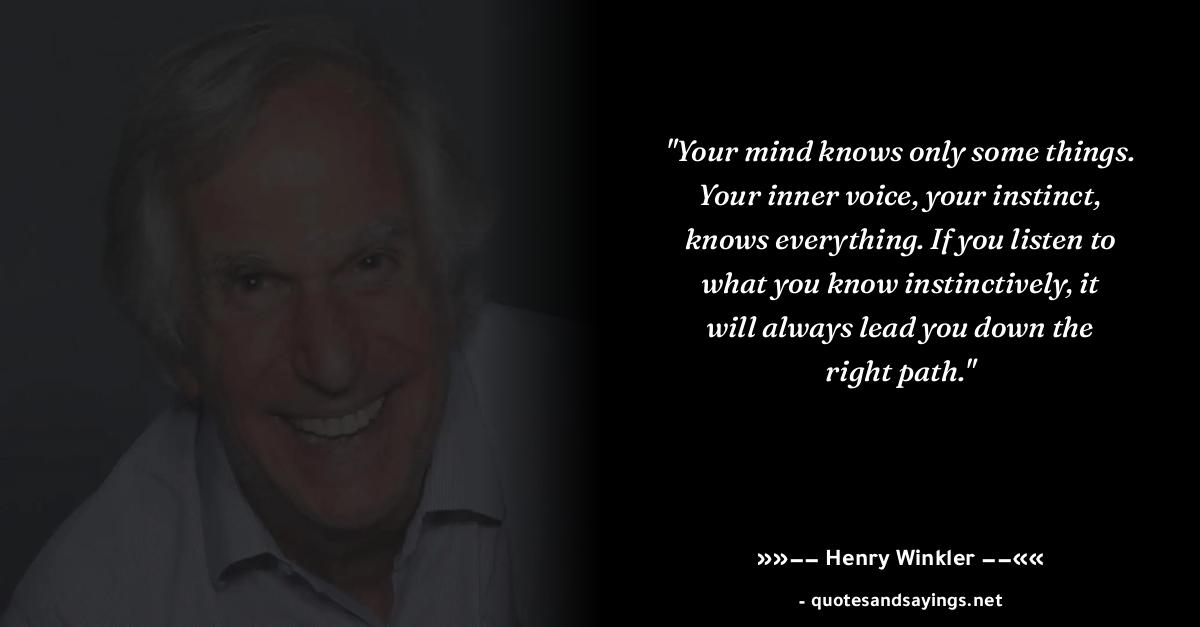 "Your mind knows only some things.
Your inner voice, your instinct,
knows everything. If you listen to
what you know instinctively, it
will always lead you down the
right path."
»»–– Henry Winkler ––««
- quotesandsayings.net